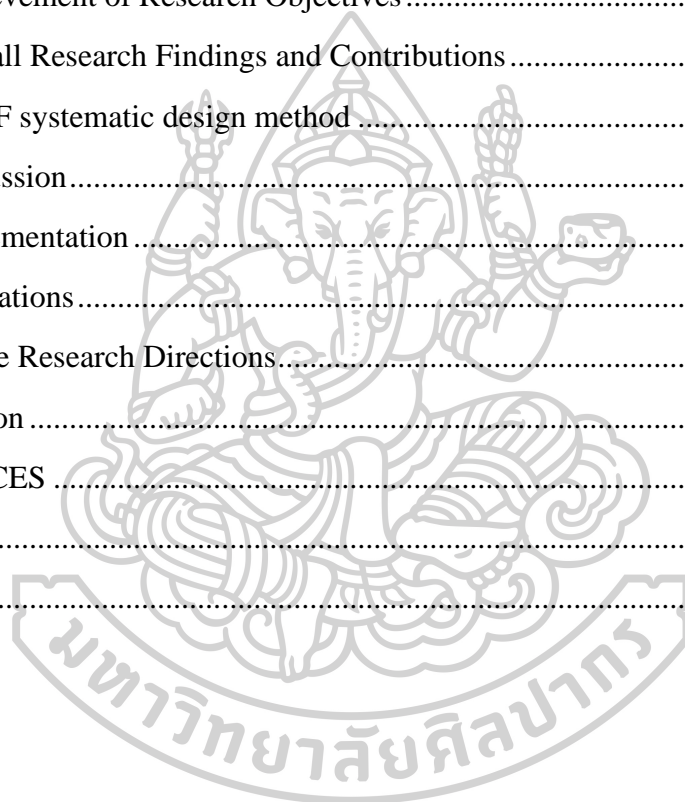 evement of Research Objectives
all Research Findings and Contributions
F systematic design method
ssion
mentation
ations
e Research Directions
on
CES
มหาวิทยาลัยศิลปากร